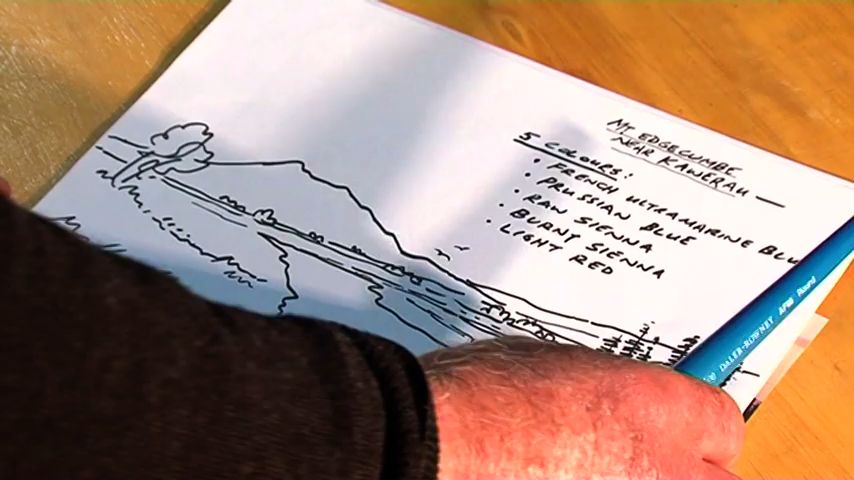 MT EDGECUMBE
NEAR KAWERAU —
5 COLOURS:
• FRENCH ULTRAMARINE BLU
• PRUSSIAN BLUE
• RAW SIENNA
• BURNT SIENNA
• LIGHT RED
DALER-ROWNEY